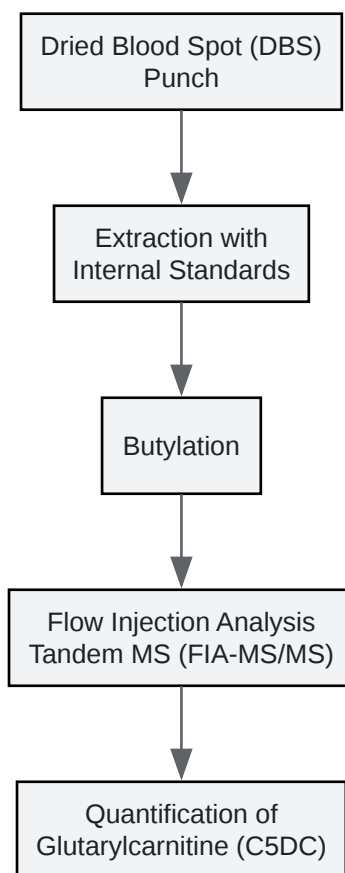 Dried Blood Spot (DBS)
Punch
Extraction with
Internal Standards
Butylation
Flow Injection Analysis
Tandem MS (FIA-MS/MS)
Quantification of
Glutarylcarnitine (C5DC)